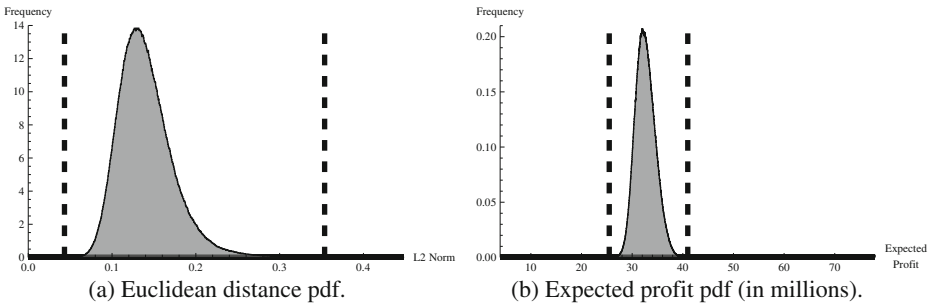 Frequency
14
12
10
8
6
4
2
0
0.0 0.1 0.2 0.3 0.4
L2 Norm
(a) Euclidean distance pdf.
Frequency
0.20
0.15
0.10
0.05
0.00
10 20 30 40 50 60 70
Expected
Profit
(b) Expected profit pdf (in millions).